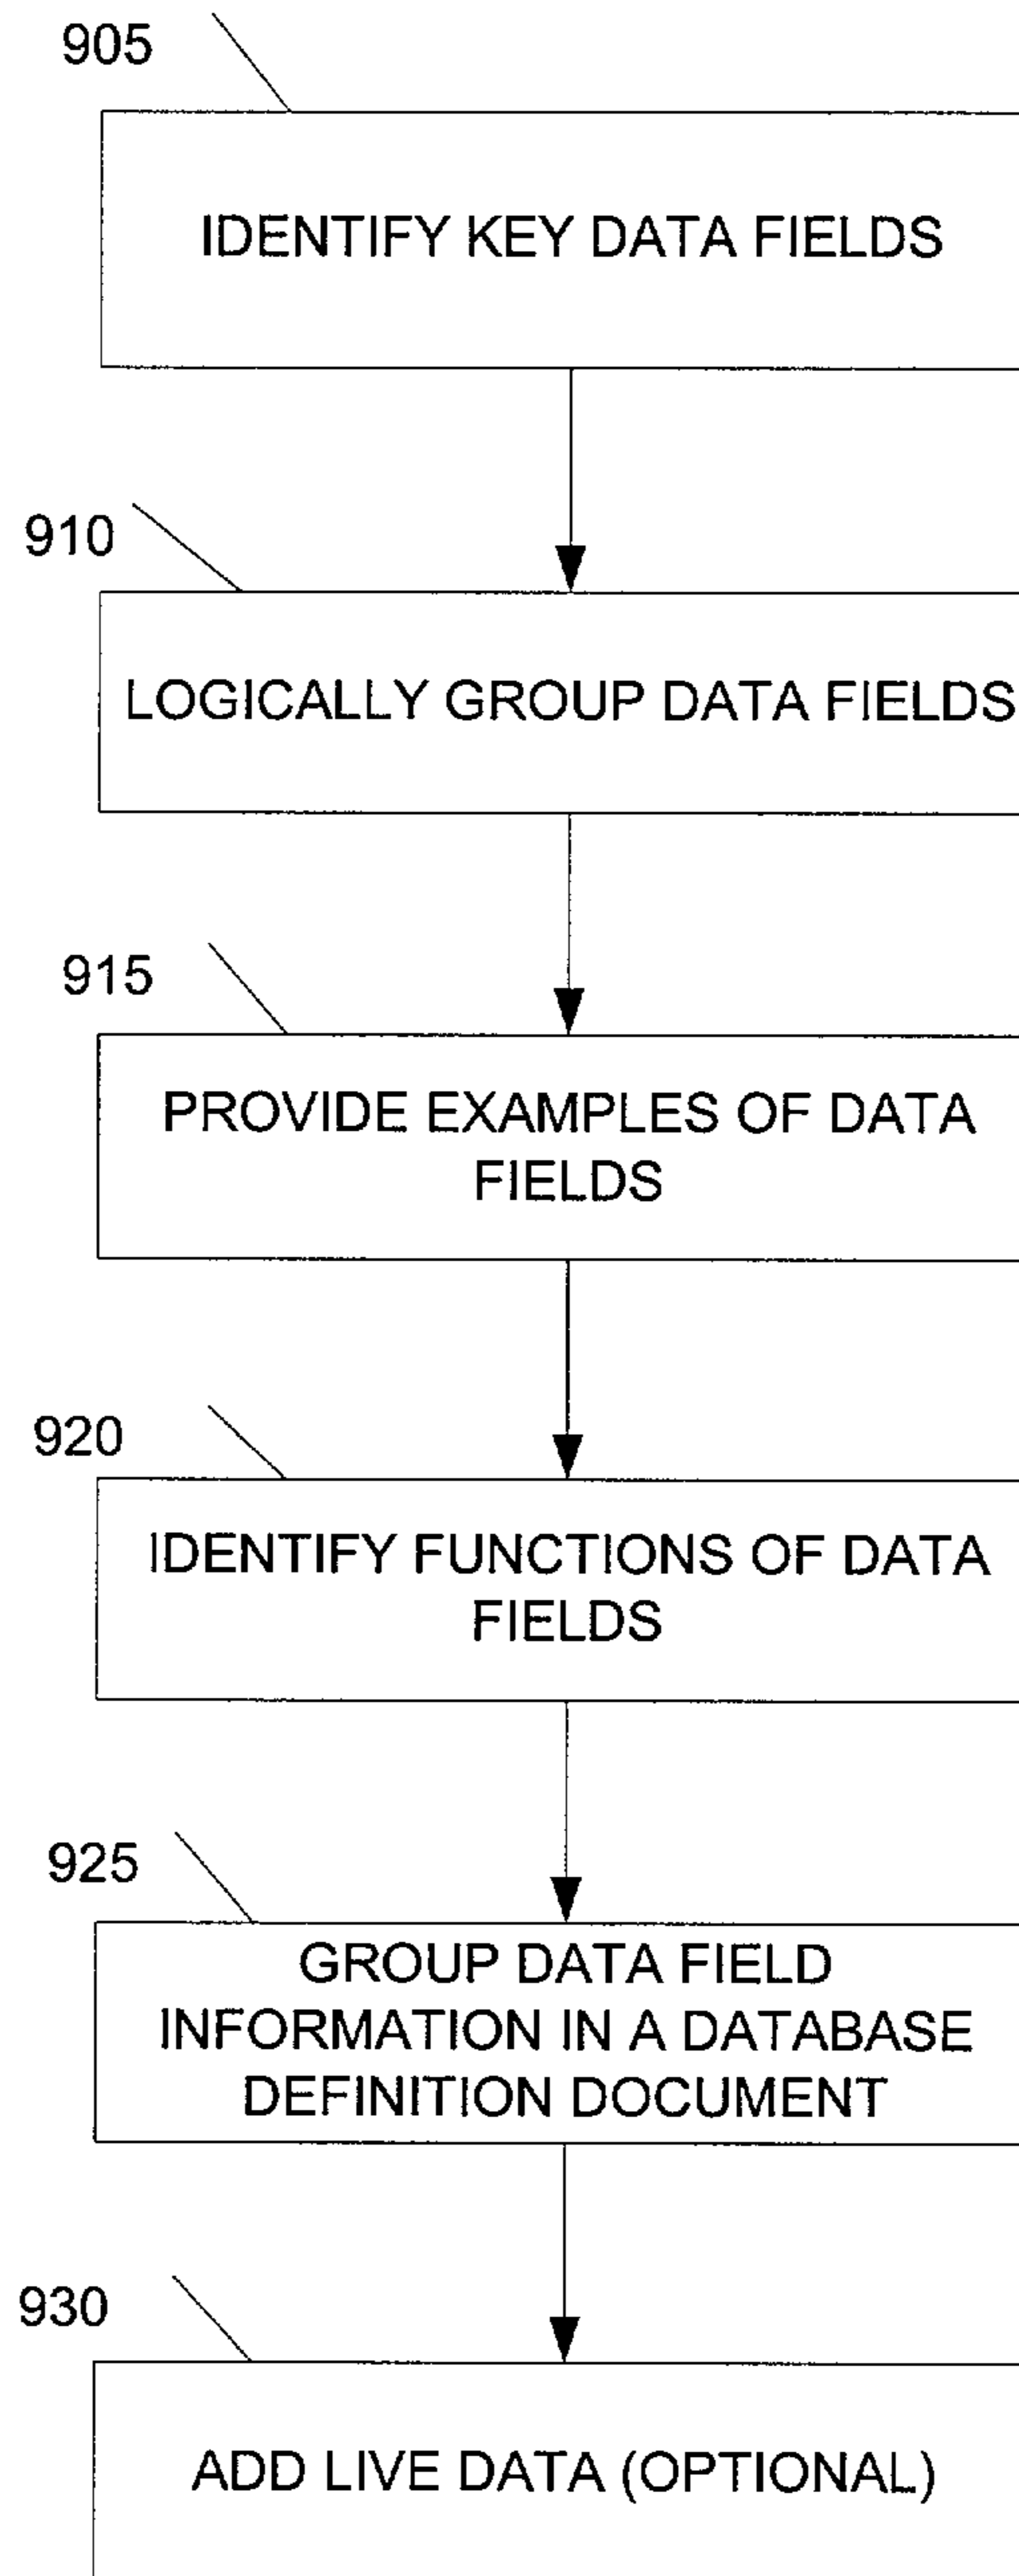 905
IDENTIFY KEY DATA FIELDS
910
LOGICALLY GROUP DATA FIELDS
915
PROVIDE EXAMPLES OF DATA
FIELDS
920
IDENTIFY FUNCTIONS OF DATA
FIELDS
925
GROUP DATA FIELD
INFORMATION IN A DATABASE
DEFINITION DOCUMENT
930
ADD LIVE DATA (OPTIONAL)